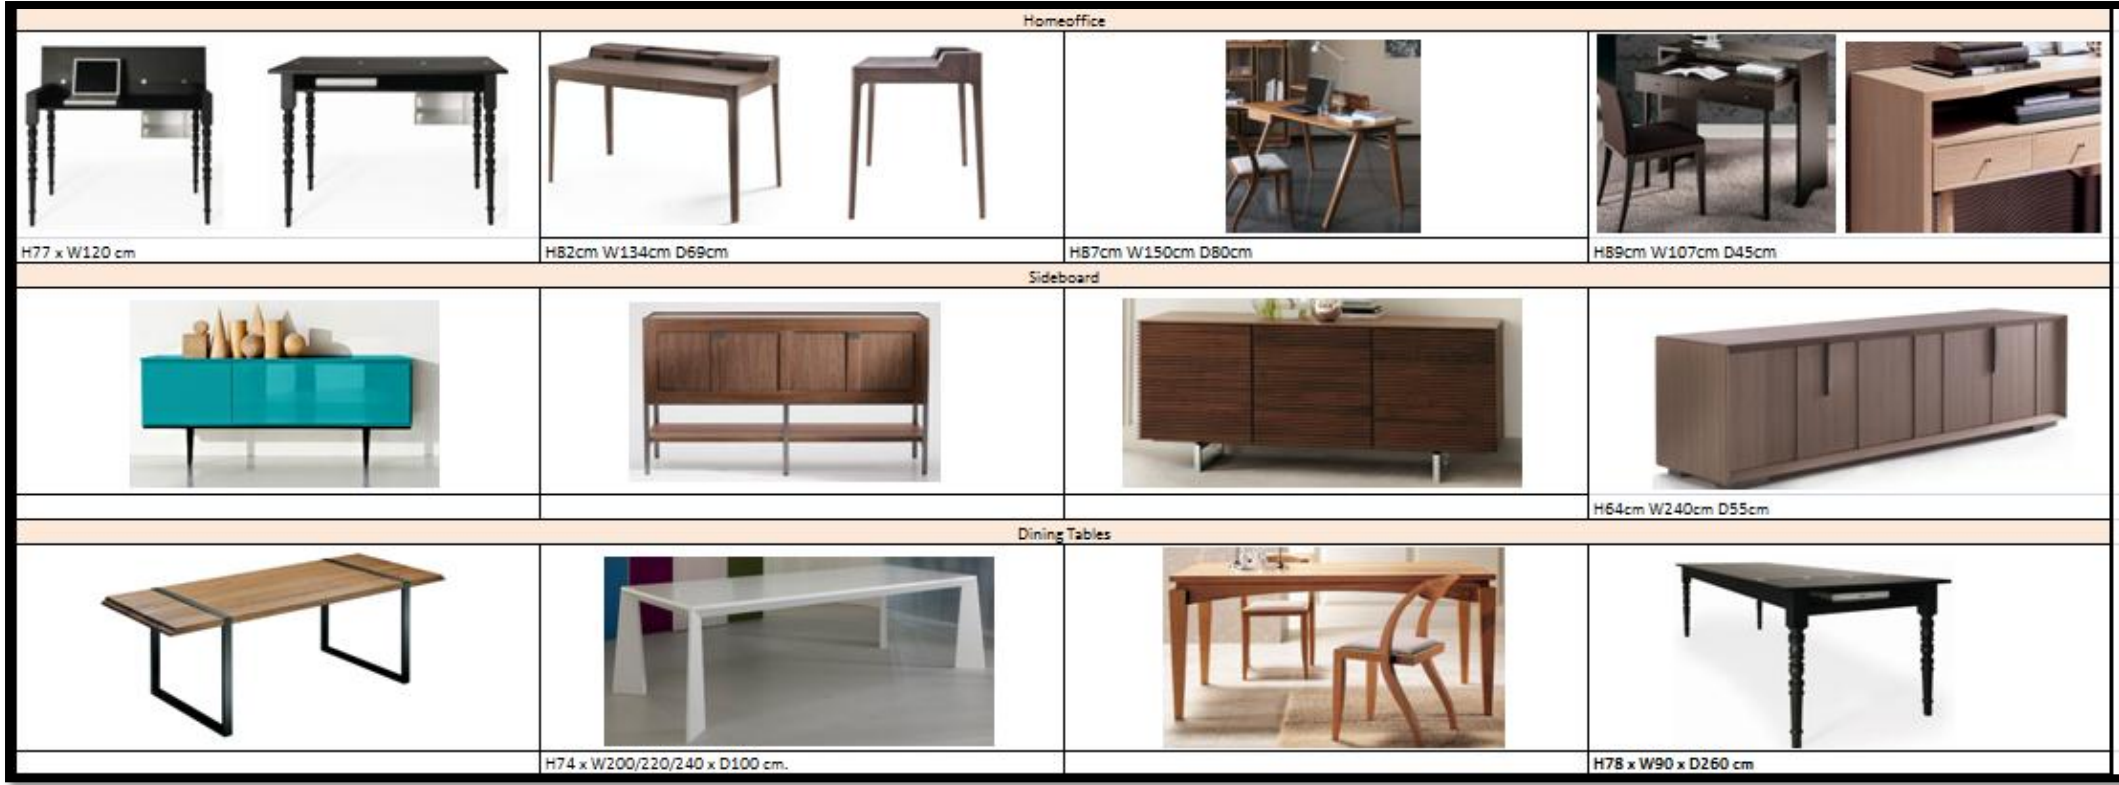 Homeoffice
H77 x W120 cm
H82cm W134cm D69cm
H87cm W150cm D80cm
H89cm W107cm D45cm
Sideboard
H64cm W240cm D55cm
Dining Tables
H74 x W200/220/240 x D100 cm.
H78 x W90 x D260 cm